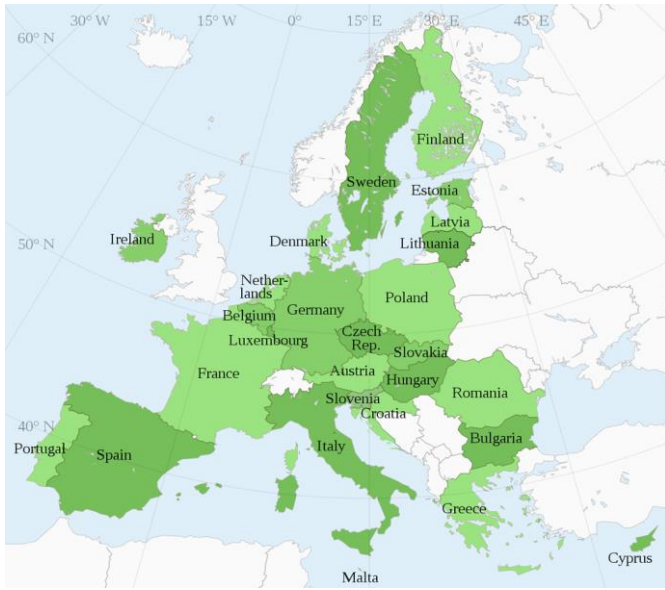 60° N
30° W
15° W
0°
15° E
30° E
45° E
Finland
Sweden
Estonia
Latvia
Lithuania
Ireland
Denmark
50° N
Nether-
lands
Belgium
Germany
Poland
Luxembourg
Czech
Rep.
Slovakia
France
Austria
Hungary
Slovenia
Croatia
Romania
40° N
Portugal
Spain
Italy
Bulgaria
Greece
Cyprus
Malta